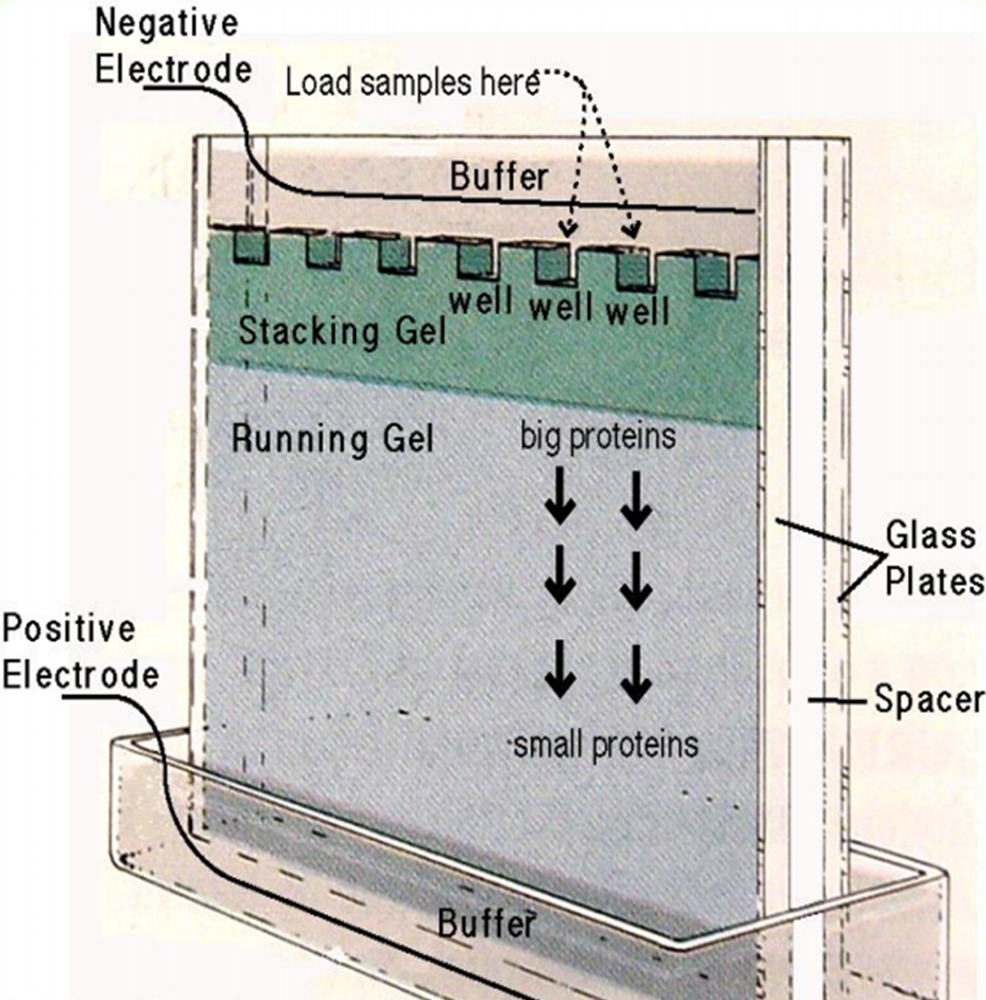 Negative
Electrode
Load samples here
Buffer
well well well
Stacking Gel
Running Gel
big proteins
Glass
Plates
Positive
Electrode
Spacer
small proteins
Buffer